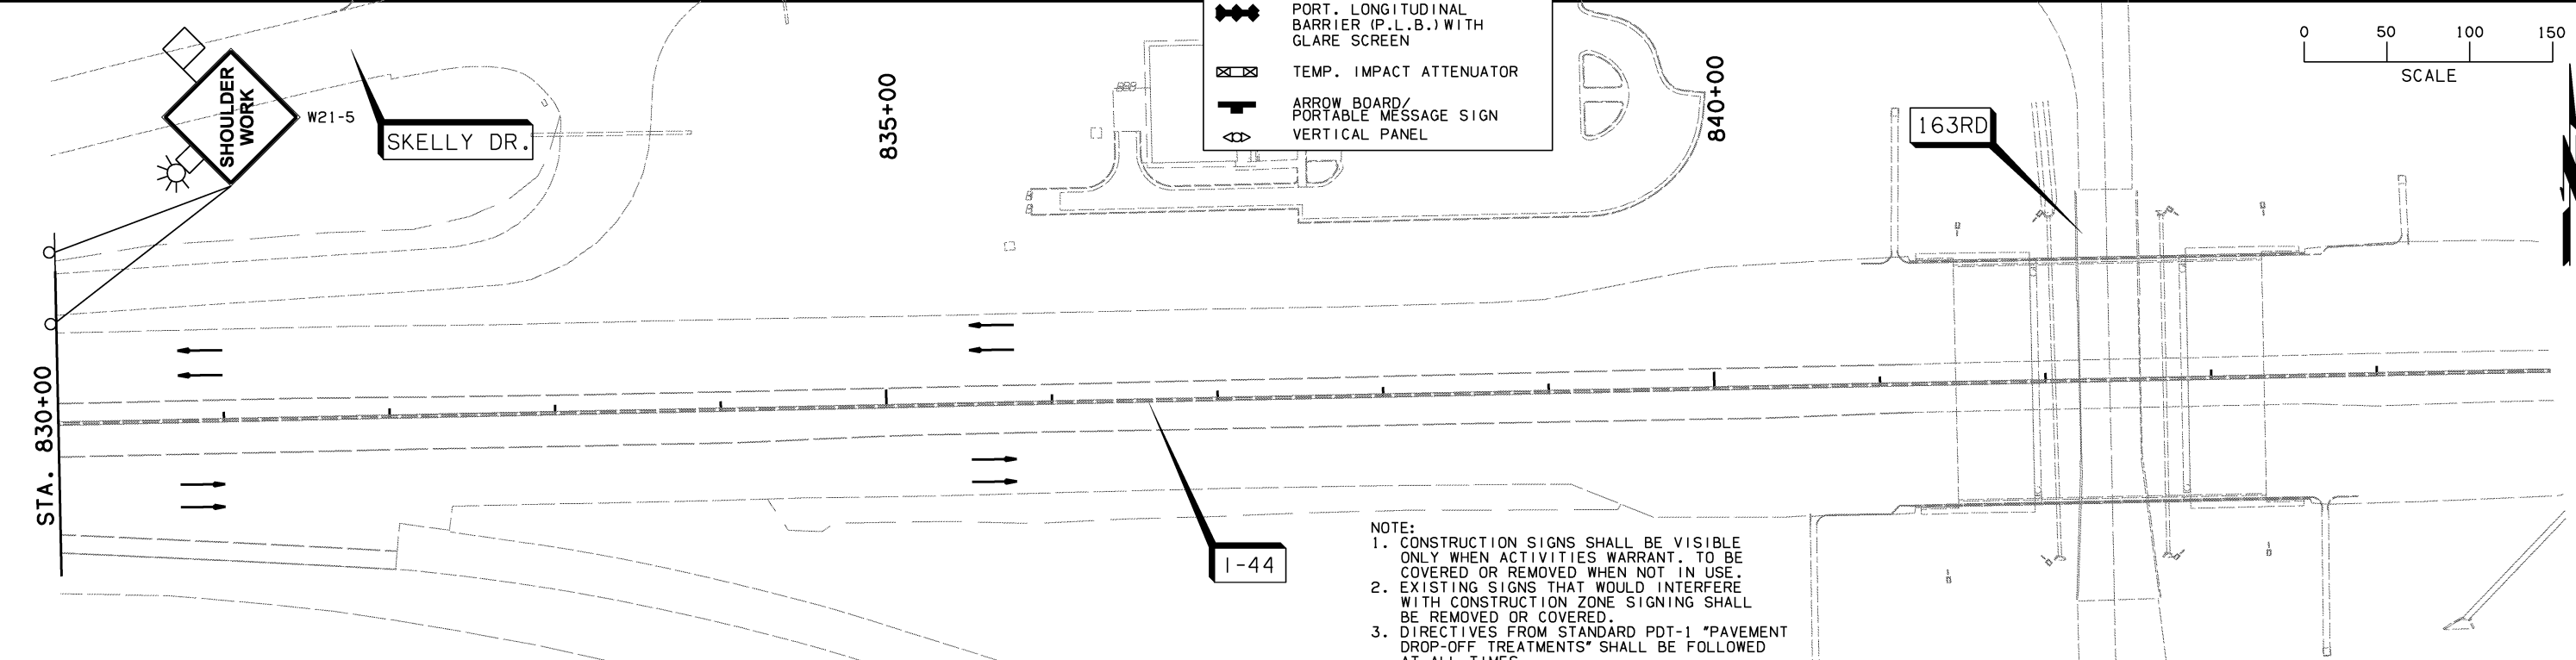 PORT. LONGITUDINAL
BARRIER (P.L.B.) WITH
GLARE SCREEN
TEMP. IMPACT ATTENUATOR
ARROW BOARD/
PORTABLE MESSAGE SIGN
VERTICAL PANEL
0 50 100 150
SCALE
SHOULDER
WORK
W21-5
SKELLY DR.
835+00
840+00
163RD
STA. 830+00
I-44
NOTE:
1. CONSTRUCTION SIGNS SHALL BE VISIBLE
ONLY WHEN ACTIVITIES WARRANT. TO BE
COVERED OR REMOVED WHEN NOT IN USE.
2. EXISTING SIGNS THAT WOULD INTERFERE
WITH CONSTRUCTION ZONE SIGNING SHALL
BE REMOVED OR COVERED.
3. DIRECTIVES FROM STANDARD PDT-1 "PAVEMENT
DROP-OFF TREATMENTS" SHALL BE FOLLOWED
AT ALL TIMES